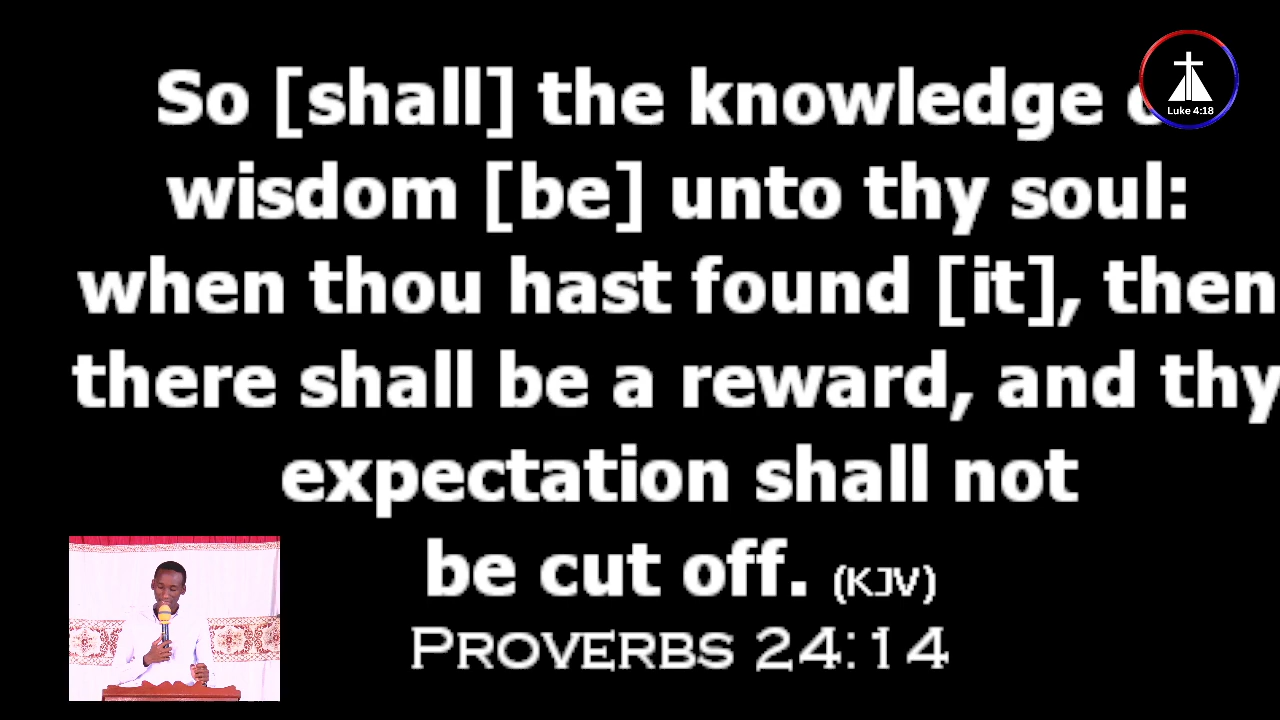 So [shall] the knowledge
wisdom [be] unto thy soul:
when thou hast found [it], then
there shall be a reward, and thy
expectation shall not
be cut off. (KJV)
Proverbs 24:14
Luke 4:18